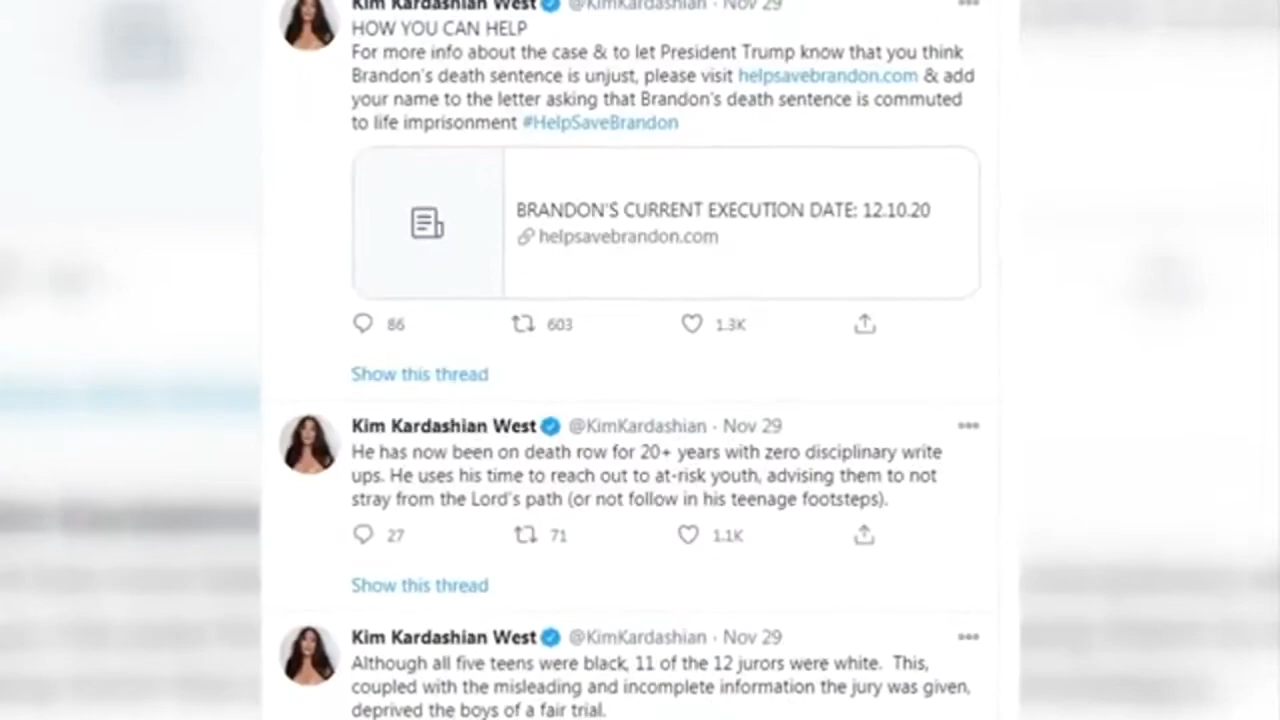 Kim Kardashian West @KimKardashian · Nov 29
HOW YOU CAN HELP
For more info about the case & to let President Trump know that you think
Brandon's death sentence is unjust, please visit helpsavebrandon.com & add
your name to the letter asking that Brandon's death sentence is commuted
to life imprisonment #HelpSaveBrandon
BRANDON'S CURRENT EXECUTION DATE: 12.10.20
helpsavebrandon.com
86 603 1.3K
Show this thread
Kim Kardashian West @KimKardashian · Nov 29
He has now been on death row for 20+ years with zero disciplinary write
ups. He uses his time to reach out to at-risk youth, advising them to not
stray from the Lord's path (or not follow in his teenage footsteps).
27 71 1.1K
Show this thread
Kim Kardashian West @KimKardashian · Nov 29
Although all five teens were black, 11 of the 12 jurors were white. This,
coupled with the misleading and incomplete information the jury was given,
deprived the boys of a fair trial.